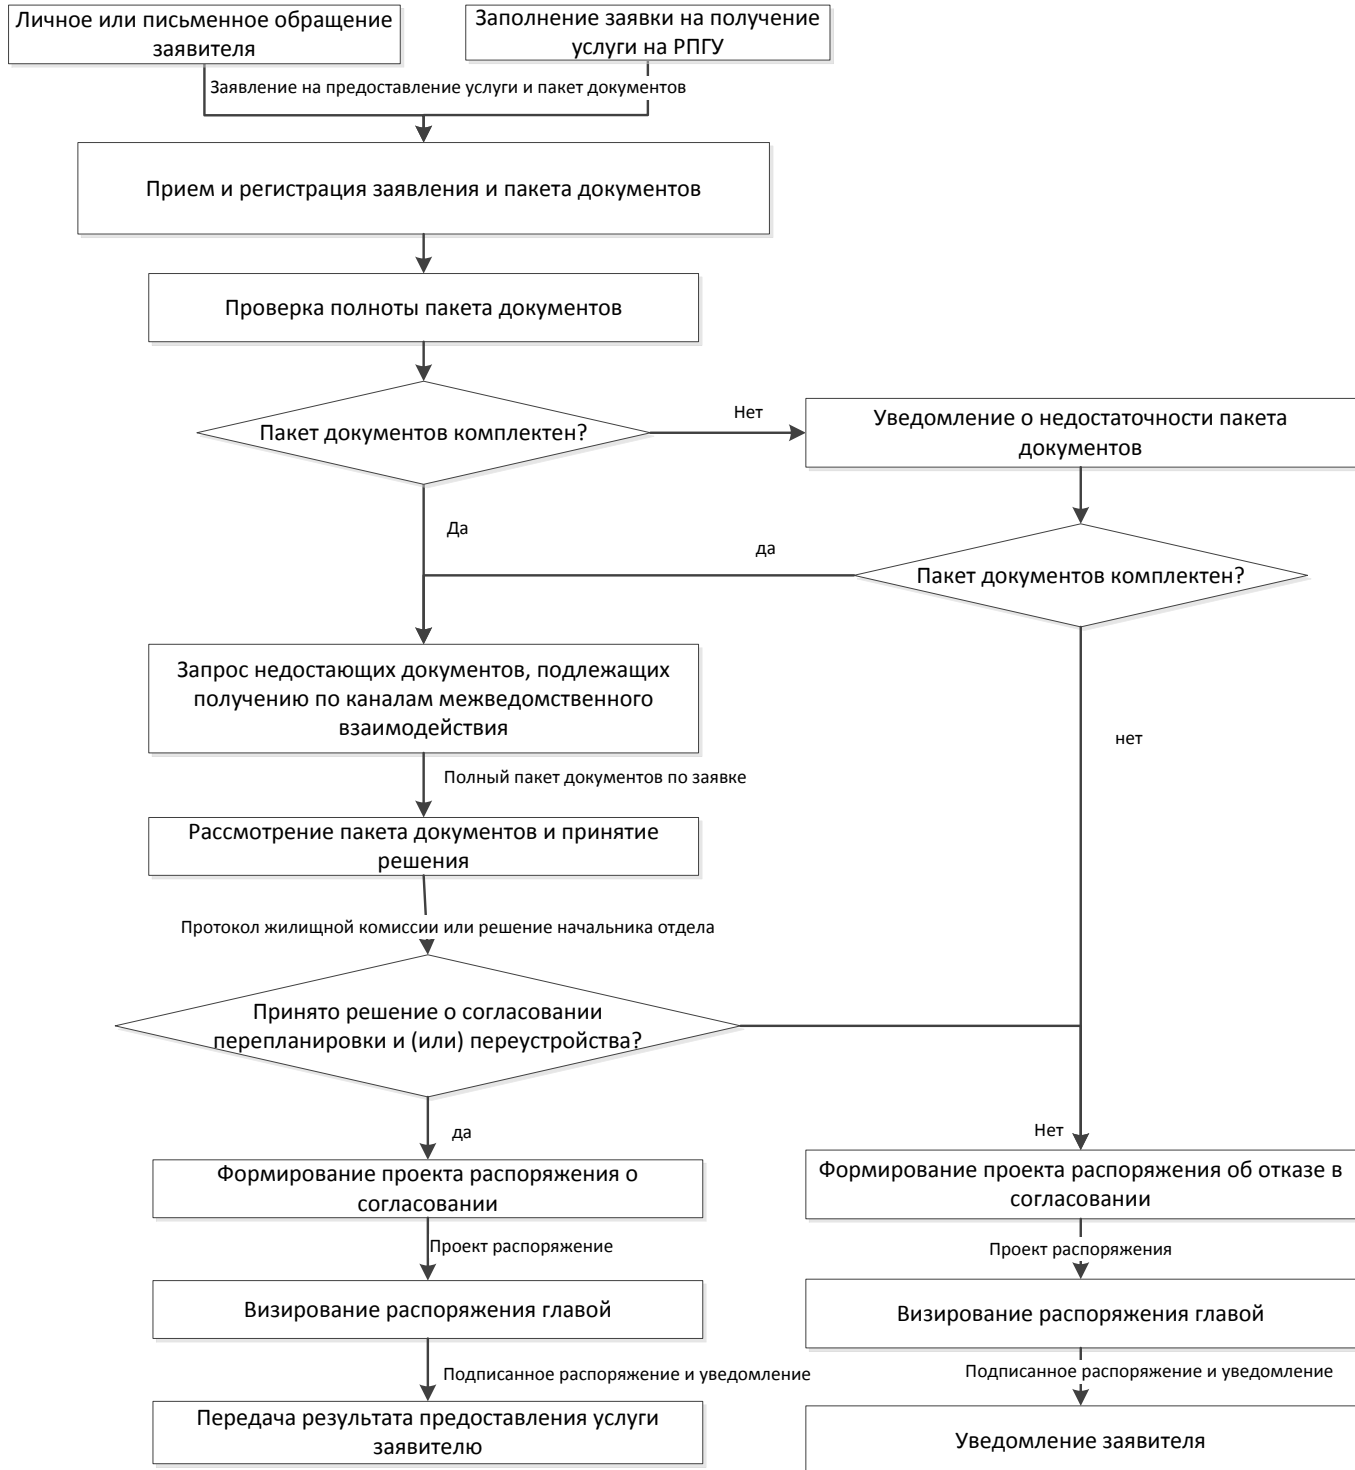 Личное или письменное обращение
заявителя
Заполнение заявки на получение
услуги на РПГУ
Заявление на предоставление услуги и пакет документов
Прием и регистрация заявления и пакета документов
Проверка полноты пакета документов
Пакет документов комплектен?
Нет
Уведомление о недостаточности пакета
документов
Да
да
Пакет документов комплектен?
Запрос недостающих документов, подлежащих
получению по каналам межведомственного
взаимодействия
нет
Полный пакет документов по заявке
Рассмотрение пакета документов и принятие
решения
Протокол жилищной комиссии или решение начальника отдела
Принято решение о согласовании
перепланировки и (или) переустройства?
да
Нет
Формирование проекта распоряжения о
согласовании
Формирование проекта распоряжения об отказе в
согласовании
Проект распоряжение
Проект распоряжения
Визирование распоряжения главой
Визирование распоряжения главой
Подписанное распоряжение и уведомление
Подписанное распоряжение и уведомление
Передача результата предоставления услуги
заявителю
Уведомление заявителя